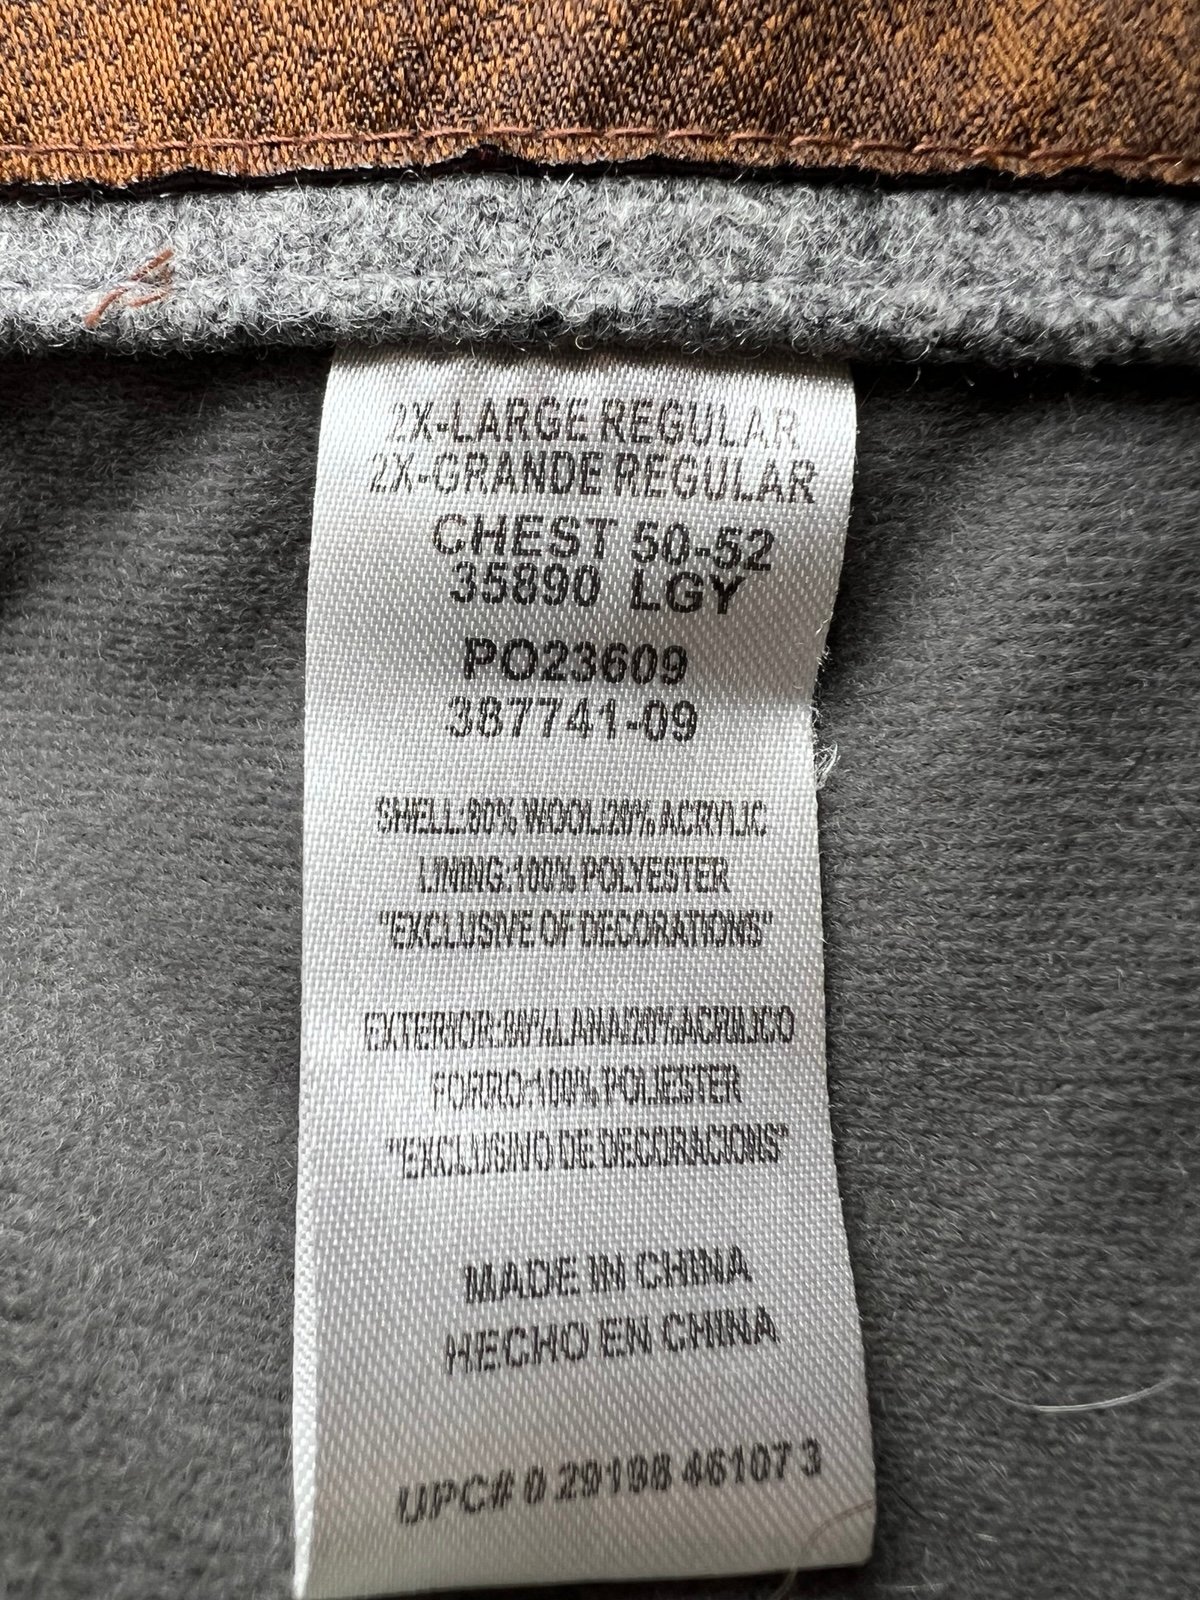 2X-LARGE REGULAR
2X-GRANDE REGULAR
CHEST 50-52
35890 LGY
PO23609
387741-09
SHELL:80% WOOL/20% ACRYLIC
LINING:100% POLYESTER
"EXCLUSIVE OF DECORATIONS"
EXTERIOR:80%LANA/20%ACRILICO
FORRO:100% POLIESTER
"EXCLUSIVO DE DECORACIONS"
MADE IN CHINA
HECHO EN CHINA
UPC# 0 29198 46107 3